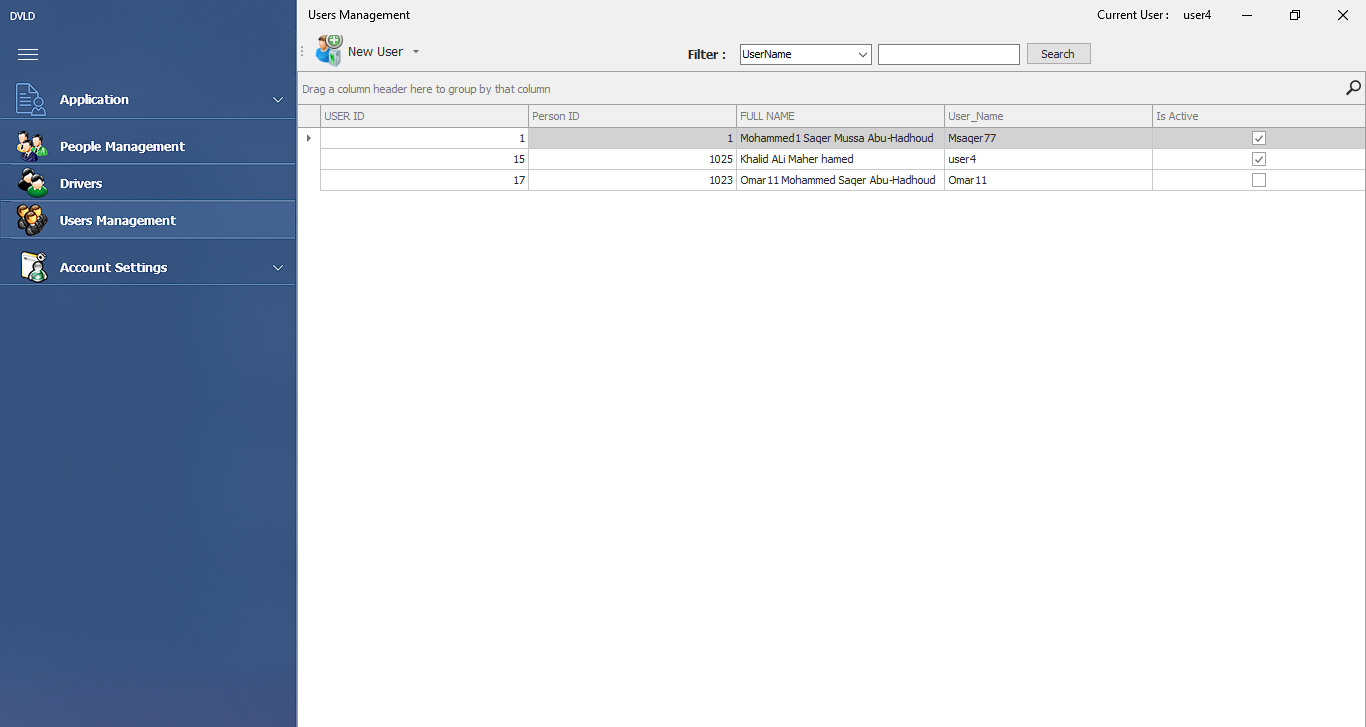 DVLD
Users Management
Current User : user4
New User
Filter :
UserName
Search
Application
People Management
Drivers
Users Management
Account Settings
Drag a column header here to group by that column
USER ID Person ID FULL NAME User_Name Is Active
1 1 Mohammed1 Saqer Mussa Abu-Hadhoud Msaqer77
15 1025 Khalid ALi Maher hamed user4
17 1023 Omar11 Mohammed Saqer Abu-Hadhoud Omar11